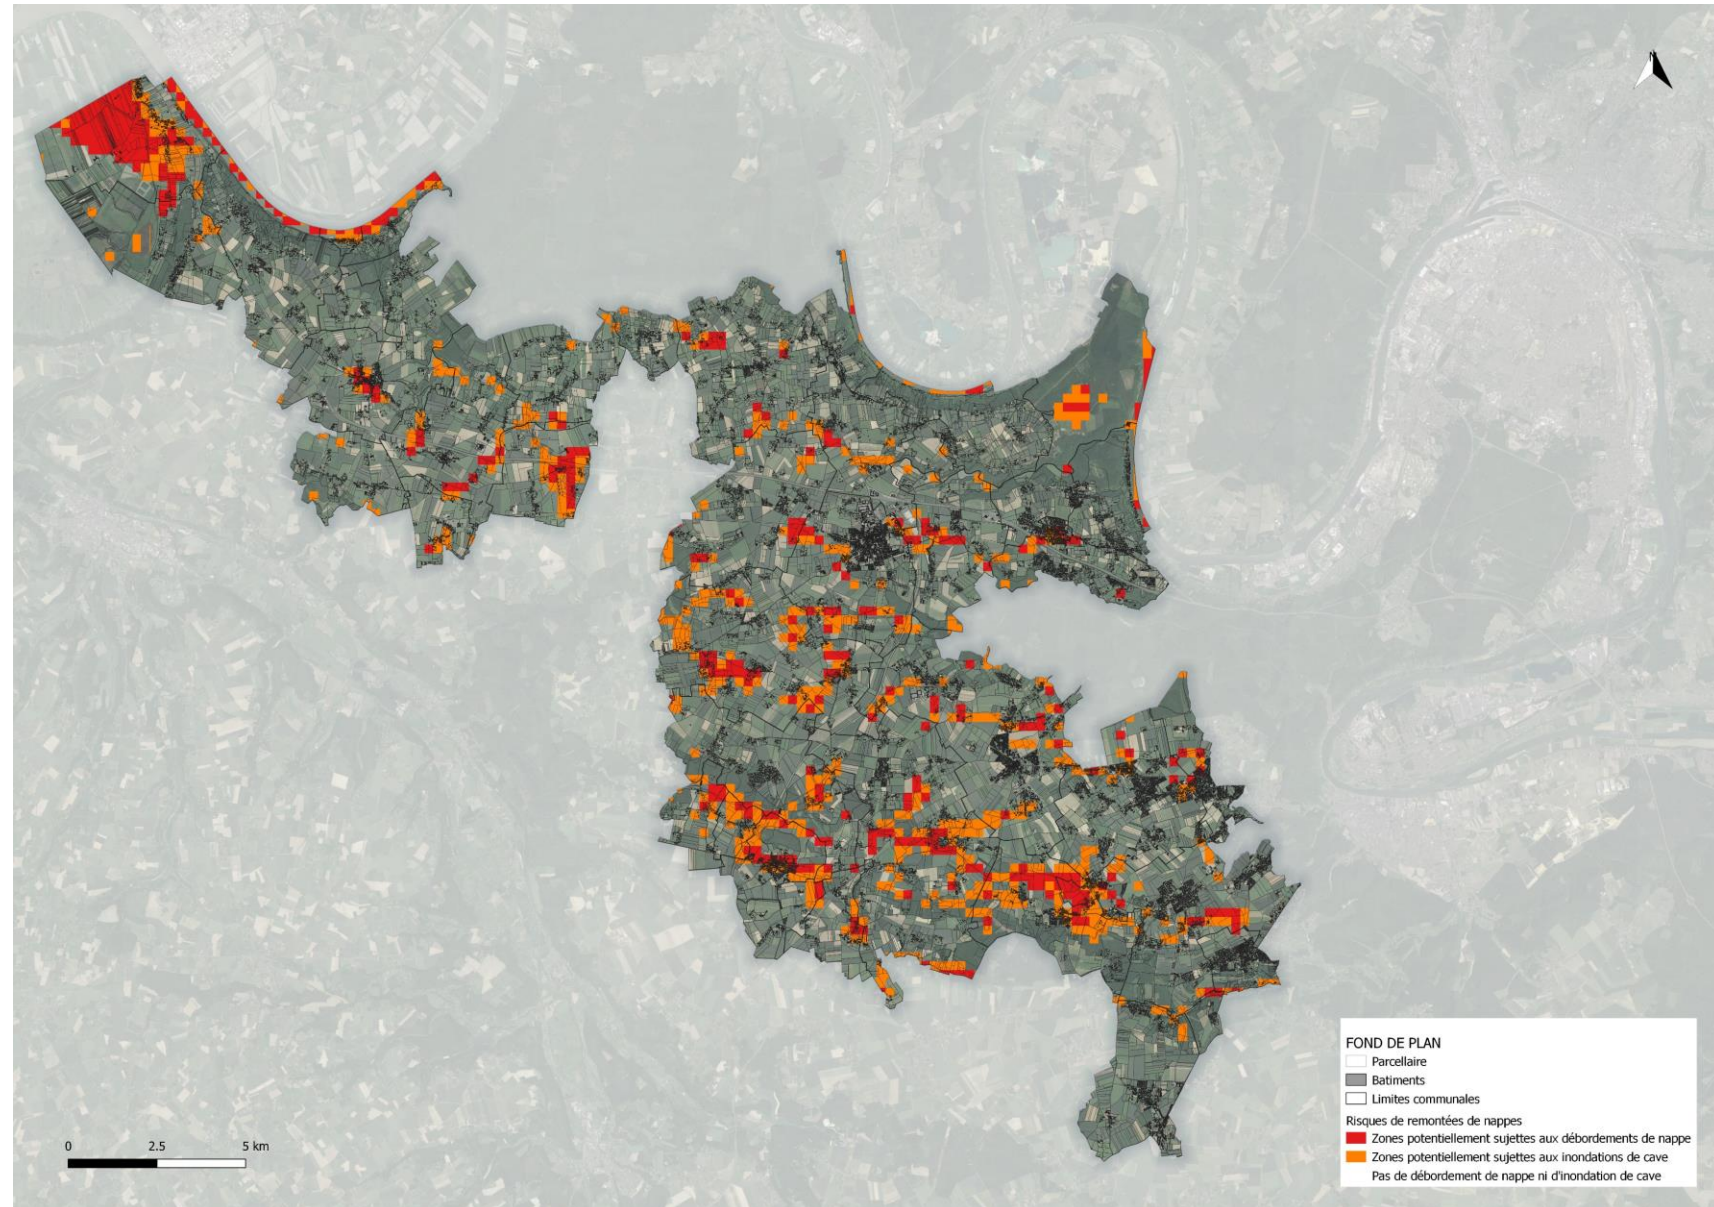 N
FOND DE PLAN
Parcellaire
Batiments
Limites communales
Risques de remontées de nappes
Zones potentiellement sujettes aux débordements de nappe
Zones potentiellement sujettes aux inondations de cave
Pas de débordement de nappe ni d'inondation de cave
0 2.5 5 km